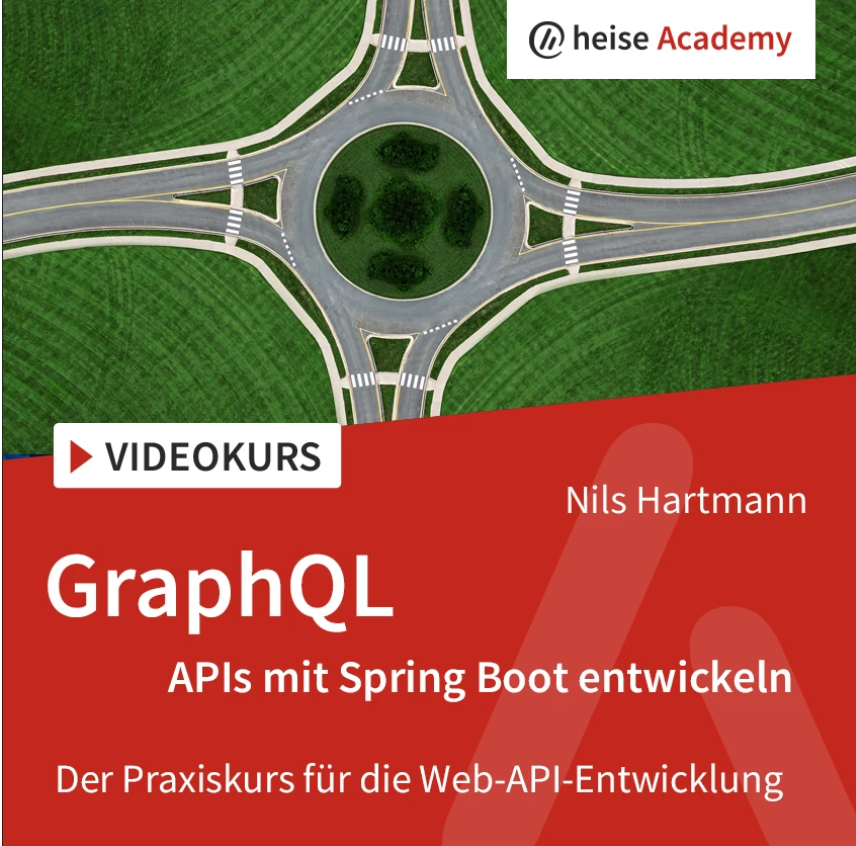 heise Academy
VIDEOKURS
Nils Hartmann
GraphQL
APIs mit Spring Boot entwickeln
Der Praxiskurs für die Web-API-Entwicklung